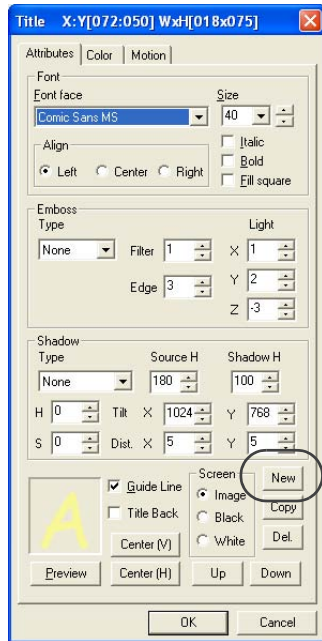 Title X:Y[072:050] WxH[018x075]
Attributes Color Motion
Font
Font face Size
Comic Sans MS 40
Align Italic
Left Center Right Bold
Fill square
Emboss
Type Light
None Filter 1 X 1
Edge 3 Y 2
Z -3
Shadow
Type Source H Shadow H
None 180 100
H 0 Tilt X 1024 Y 768
S 0 Dist. X 5 Y 5
A Guide Line Screen New
Title Back Image Copy
Center (V) Black Del.
White
Preview Center (H) Up Down
OK Cancel